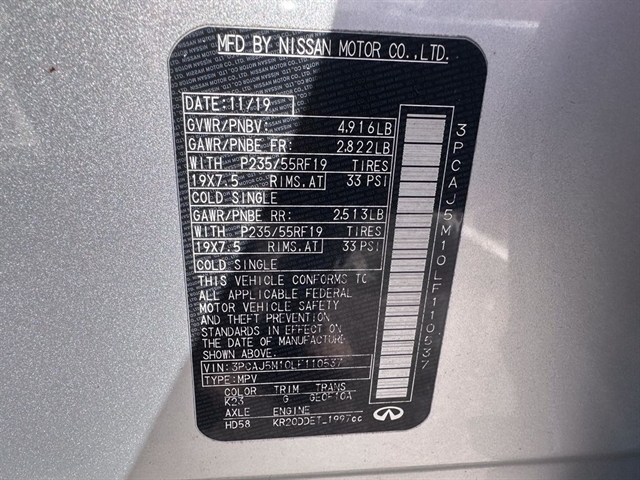 MFD BY NISSAN MOTOR CO.,LTD.
DATE: 11/19
GVWR/PNBV: 4,916LB
GAWR/PNBE FR: 2,822LB
WITH P235/55RF19 TIRES
19X7.5 RIMS,AT 33 PSI
COLD SINGLE
GAWR/PNBE RR: 2,513LB
WITH P235/55RF19 TIRES
19X7.5 RIMS,AT 33 PSI
COLD SINGLE
THIS VEHICLE CONFORMS TO
ALL APPLICABLE FEDERAL
MOTOR VEHICLE SAFETY
AND THEFT PREVENTION
STANDARDS IN EFFECT ON
THE DATE OF MANUFACTURE
SHOWN ABOVE.
VIN: 3PCAJ5M10LF110537
TYPE: MPV
COLOR TRIM TRANS
K23 G GECF10A
AXLE ENGINE
HD58 KR20DDET 1997cc
3PCAJ5M10LF110537